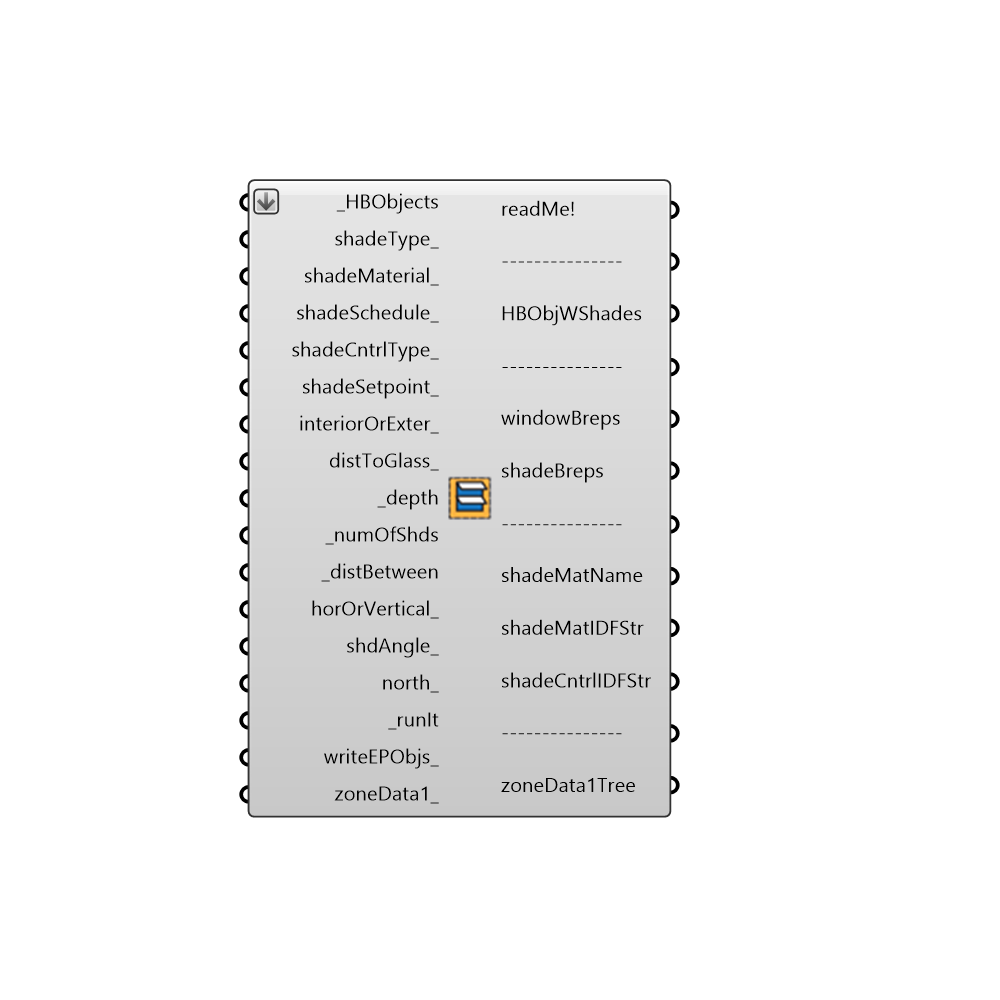 _HBObjects
shadeType_
shadeMaterial_
shadeSchedule_
shadeCntrlType_
shadeSetpoint_
interiorOrExter_
distToGlass_
_depth
_numOfShds
_distBetween
horOrVertical_
shdAngle_
north_
_runIt
writeEPObjs_
zoneData1_
readMe!
---------------
HBObjWShades
---------------
windowBreps
shadeBreps
---------------
shadeMatName
shadeMatIDFStr
shadeCntrlIDFStr
---------------
zoneData1Tree